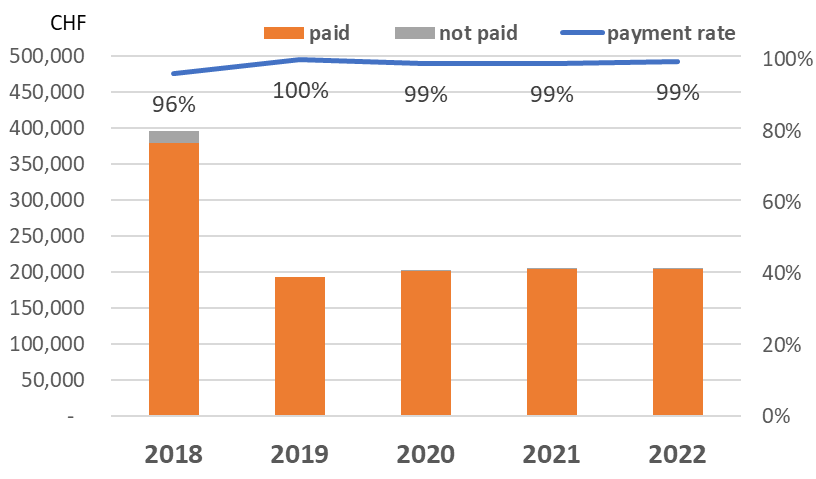 CHF
paid not paid payment rate
500,000 100%
450,000
96% 100% 99% 99% 99%
400,000 80%
350,000
300,000 60%
250,000
200,000 40%
150,000
100,000 20%
50,000
- 0%
2018 2019 2020 2021 2022